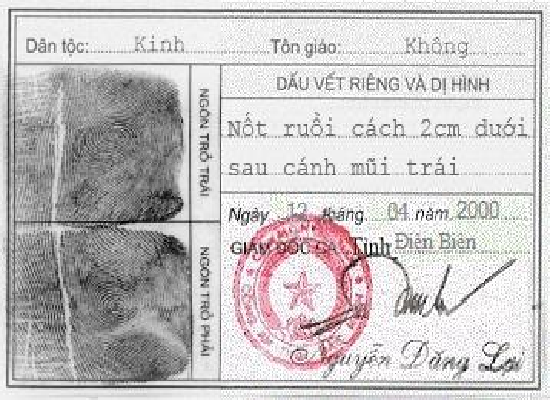 Dân tộc: Kinh Tôn giáo: Không
DẤU VẾT RIÊNG VÀ DỊ HÌNH
Nốt ruồi cách 2cm dưới
sau cánh mũi trái
NGÓN TRỎ TRÁI
NGÓN TRỎ PHẢI
Ngày 12 tháng 04 năm 2000
GIÁM ĐỐC CA Tỉnh Điện Biên
Nguyễn Đăng Loi